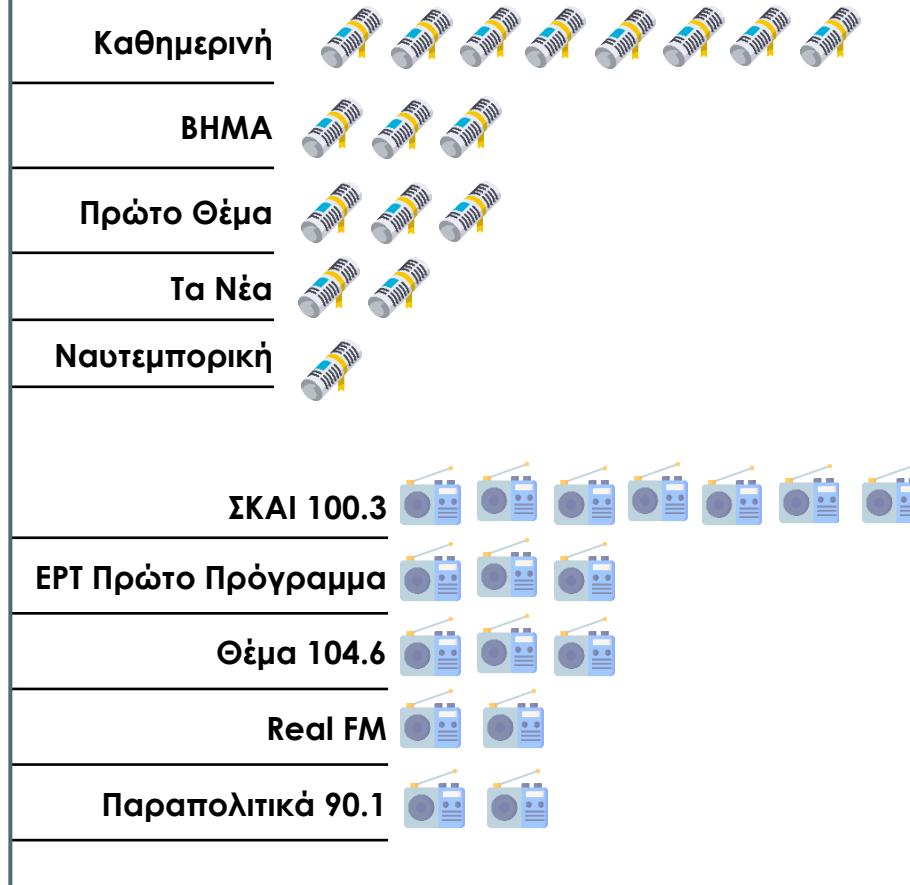 Καθημερινή
ΒΗΜΑ
Πρώτο Θέμα
Τα Νέα
Ναυτεμπορική
ΣΚΑΙ 100.3
ΕΡΤ Πρώτο Πρόγραμμα
Θέμα 104.6
Real FM
Παραπολιτικά 90.1